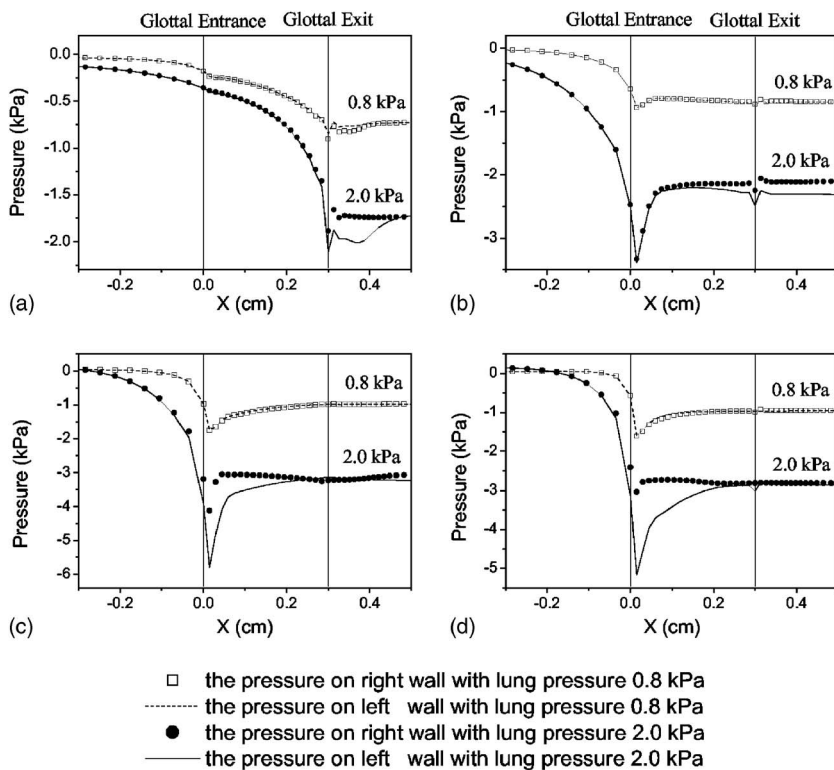 Glottal Entrance Glottal Exit Glottal Entrance Glottal Exit
0.0
-0.5
-1.0
-1.5
-2.0
Pressure (kPa)
0.8 kPa
2.0 kPa
-0.2 0.0 0.2 0.4
X (cm)
(a)
0
-1
-2
-3
Pressure (kPa)
0.8 kPa
2.0 kPa
-0.2 0.0 0.2 0.4
X (cm)
(b)
0
-1
-2
-3
-4
-5
-6
Pressure (kPa)
0.8 kPa
2.0 kPa
-0.2 0.0 0.2 0.4
X (cm)
(c)
0
-1
-2
-3
-4
-5
Pressure (kPa)
0.8 kPa
2.0 kPa
-0.2 0.0 0.2 0.4
X (cm)
(d)
the pressure on right wall with lung pressure 0.8 kPa
the pressure on left wall with lung pressure 0.8 kPa
the pressure on right wall with lung pressure 2.0 kPa
the pressure on left wall with lung pressure 2.0 kPa